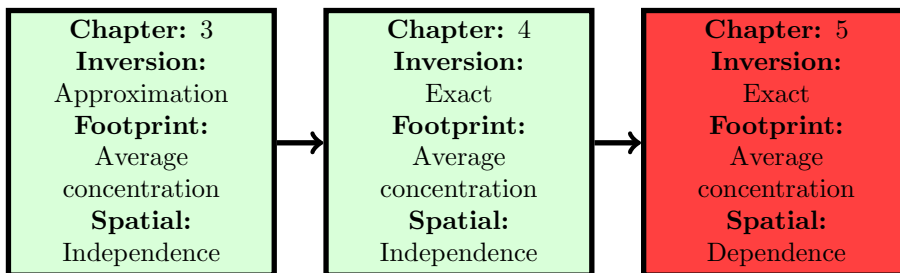 Chapter: 3
Inversion:
Approximation
Footprint:
Average
concentration
Spatial:
Independence
Chapter: 4
Inversion:
Exact
Footprint:
Average
concentration
Spatial:
Independence
Chapter: 5
Inversion:
Exact
Footprint:
Average
concentration
Spatial:
Dependence